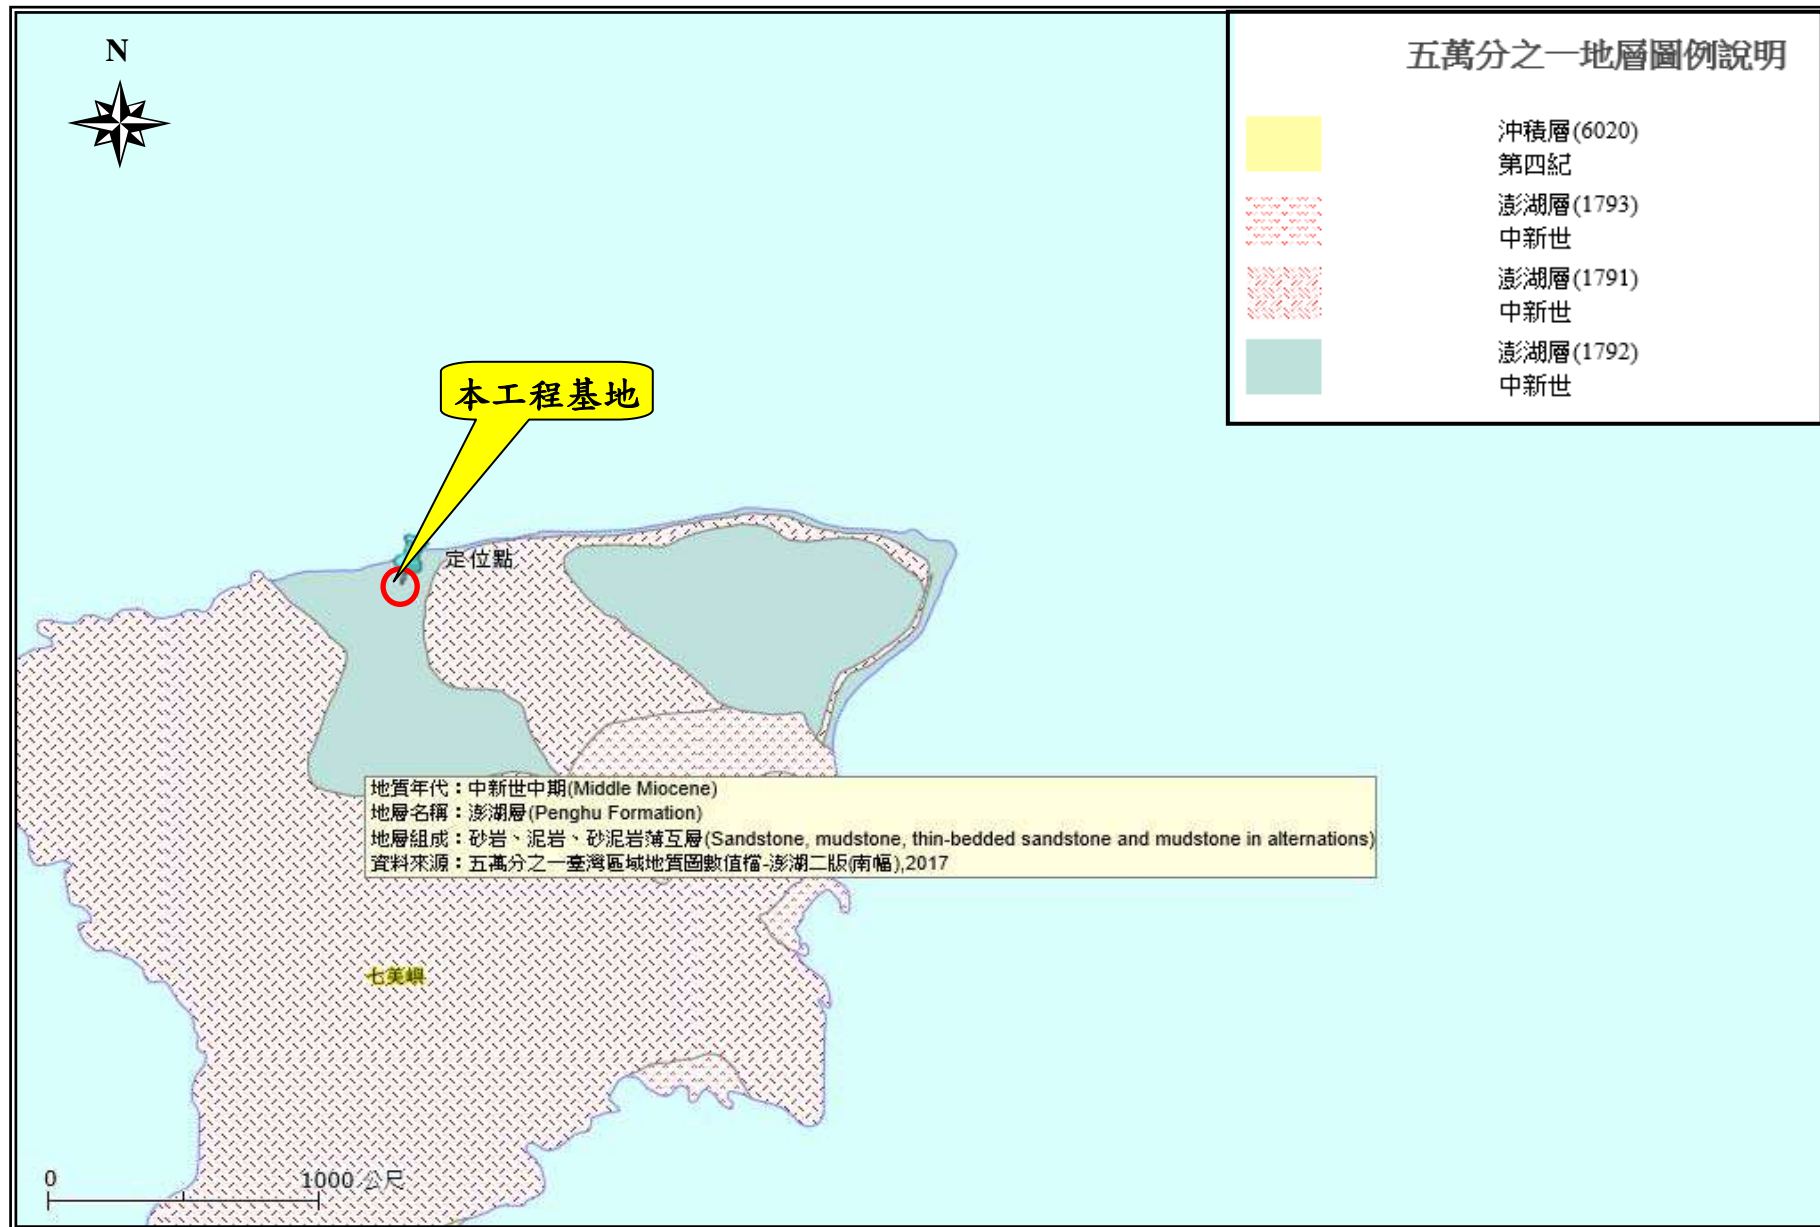 N
五萬分之一地層圖例說明
沖積層(6020)
第四紀
澎湖層(1793)
中新世
澎湖層(1791)
中新世
澎湖層(1792)
中新世
本工程基地
定位點
地質年代：中新世中期(Middle Miocene)
地層名稱：澎湖層(Penghu Formation)
地層組成：砂岩、泥岩、砂泥岩薄互層(Sandstone, mudstone, thin-bedded sandstone and mudstone in alternations)
資料來源：五萬分之一臺灣區域地質圖數值檔-澎湖二版(南幅),2017
七美嶼
0
1000 公尺